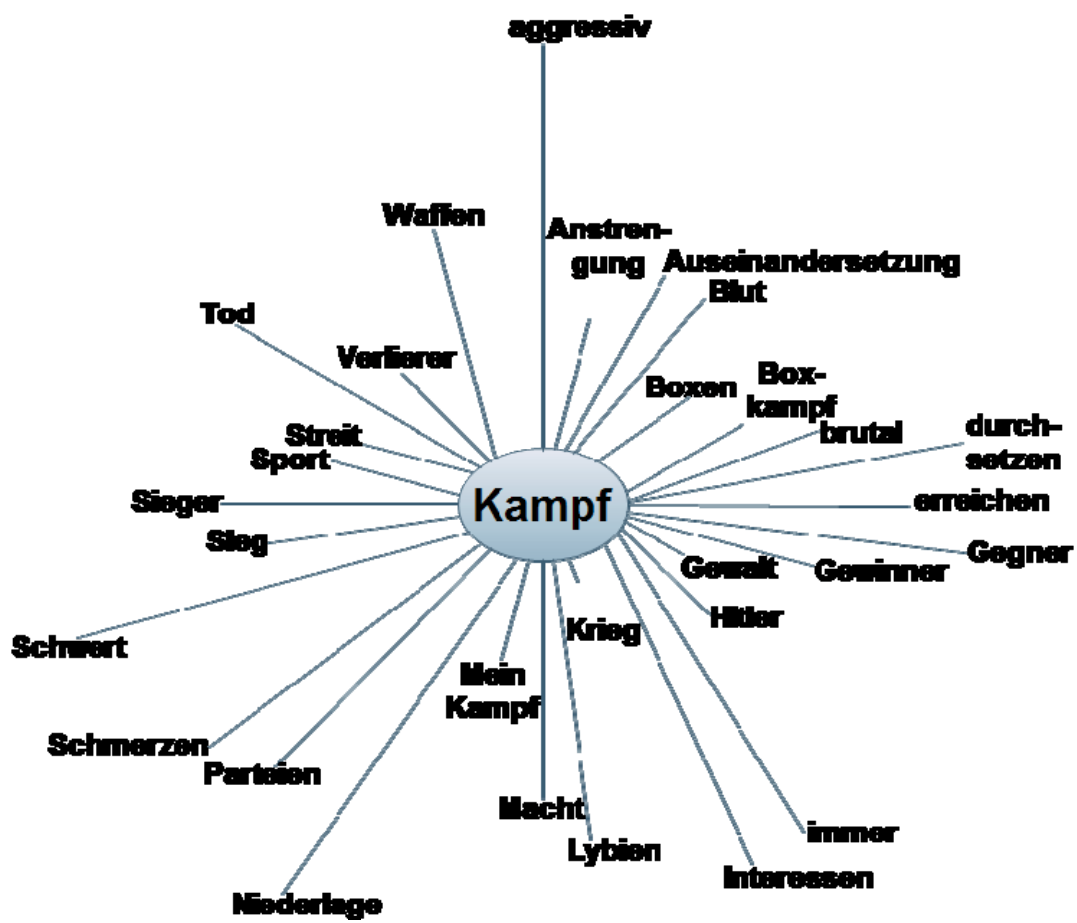 aggressiv
Waffen
Anstren-
gung
Auseinandersetzung
Blut
Tod
Verlierer
Boxen
Box-
kampf
brutal
durch-
setzen
Streit
Sport
Sieger
Kampf
erreichen
Sieg
Gewalt
Gewinner
Gegner
Schwert
Krieg
Hitler
Mein
Kampf
Schmerzen
Parteien
Macht
Lybien
immer
Interessen
Niederlage